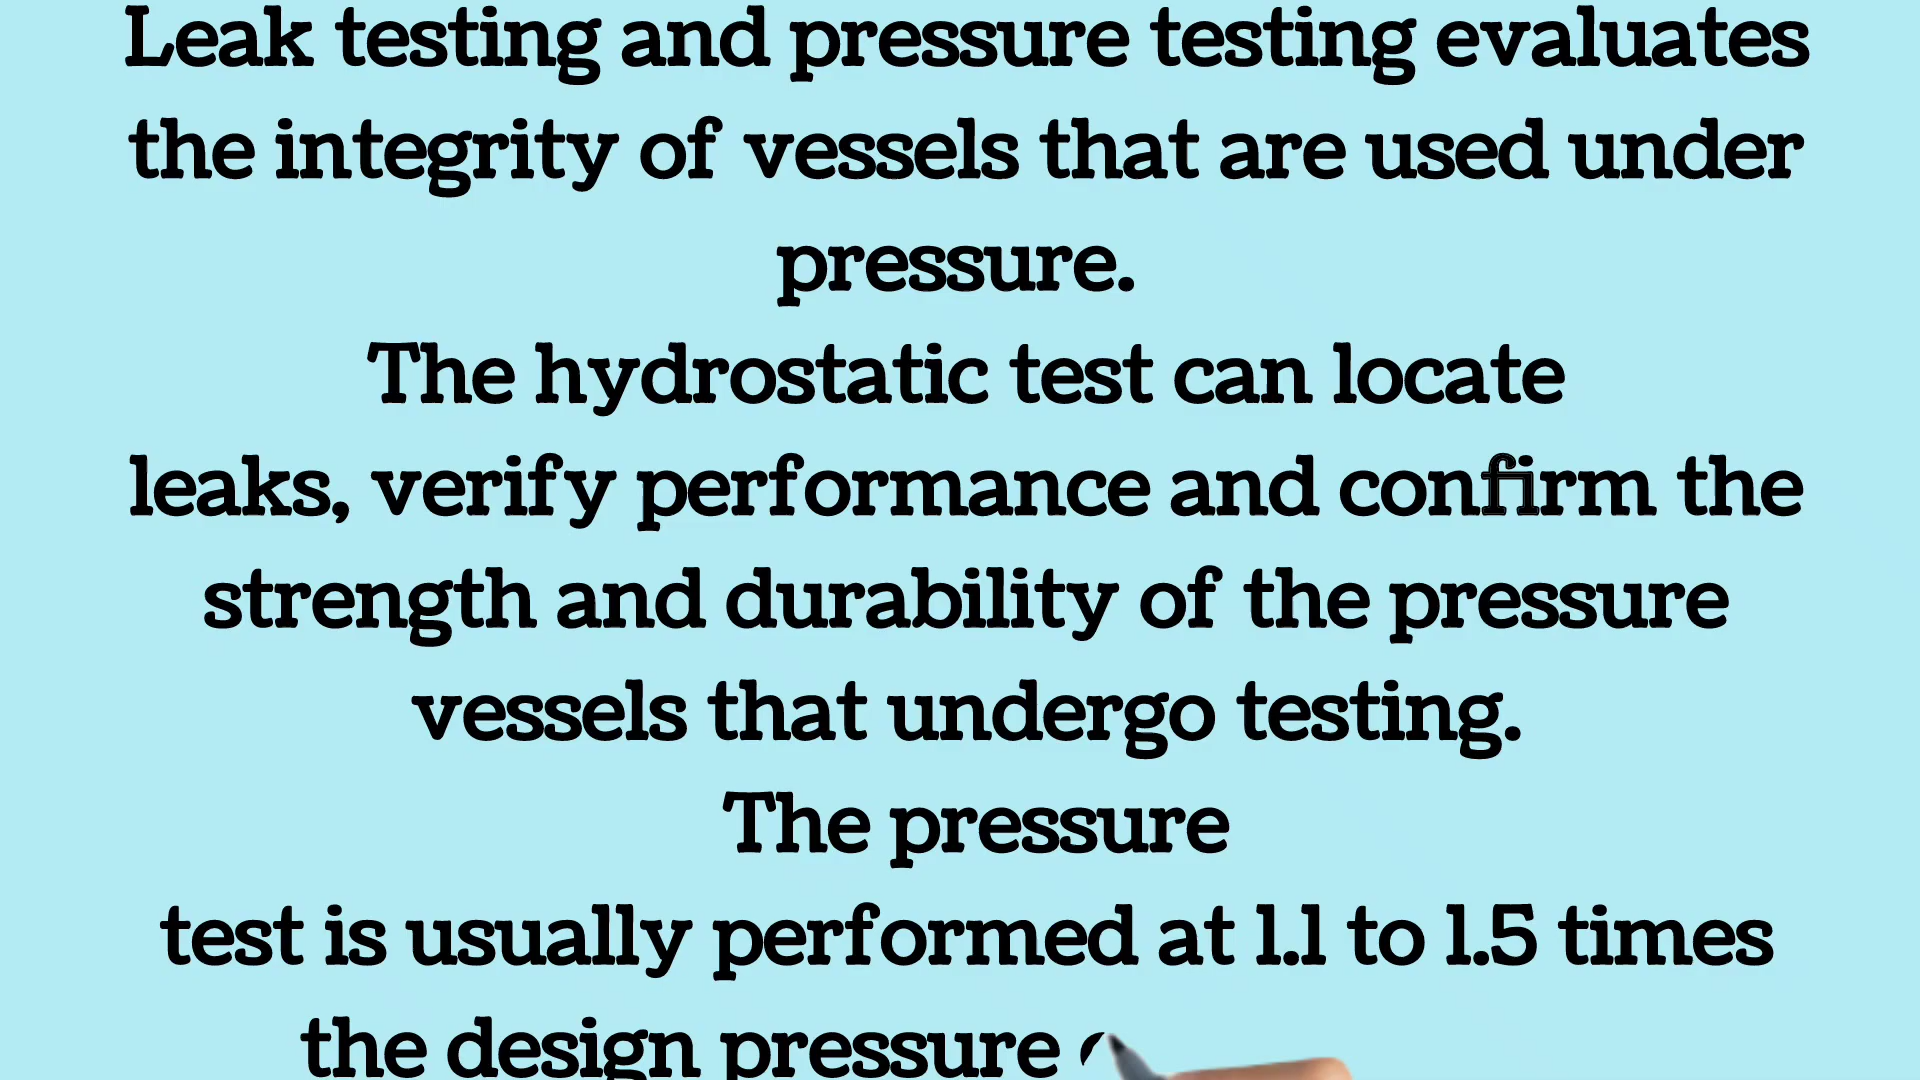 Leak testing and pressure testing evaluates
the integrity of vessels that are used under
pressure.
The hydrostatic test can locate
leaks, verify performance and confirm the
strength and durability of the pressure
vessels that undergo testing.
The pressure
test is usually performed at 1.1 to 1.5 times
the design pressure